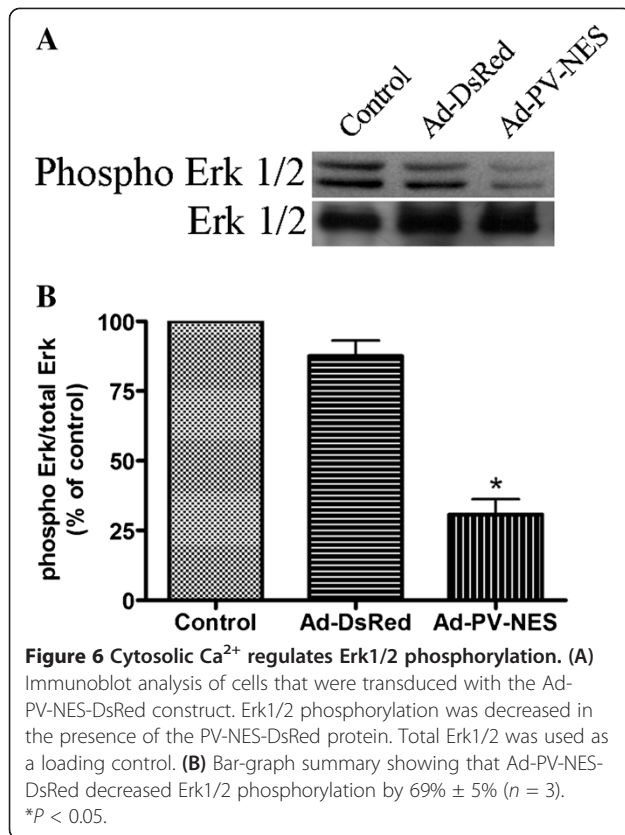 A
Control
Ad-DsRed
Ad-PV-NES
Phospho Erk 1/2
Erk 1/2
B
phospho Erk/total Erk
(% of control)
100
75
50
25
0
*
Control Ad-DsRed Ad-PV-NES
Figure 6 Cytosolic Ca²⁺ regulates Erk1/2 phosphorylation. (A)
Immunoblot analysis of cells that were transduced with the Ad-
PV-NES-DsRed construct. Erk1/2 phosphorylation was decreased in
the presence of the PV-NES-DsRed protein. Total Erk1/2 was used as
a loading control. (B) Bar-graph summary showing that Ad-PV-NES-
DsRed decreased Erk1/2 phosphorylation by 69% ± 5% (n = 3).
*P < 0.05.